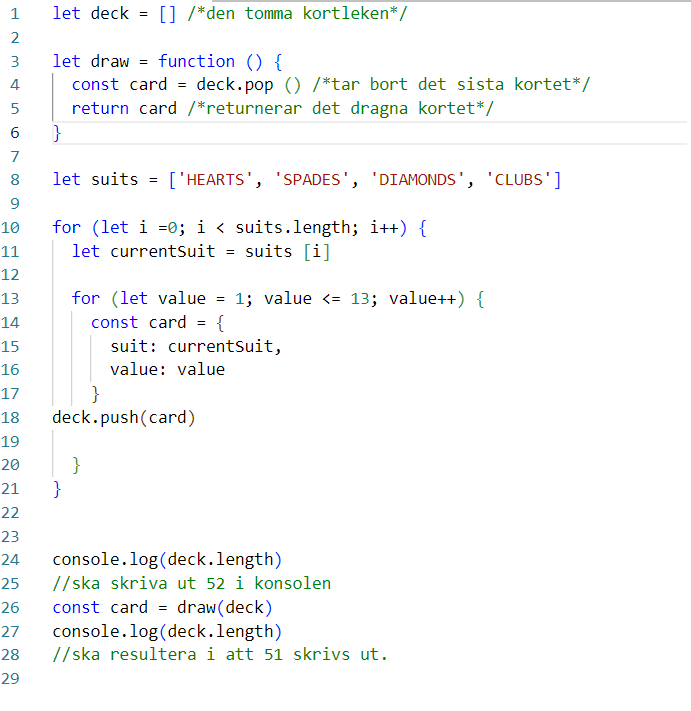 1 let deck = [] /*den tomma kortleken*/
2
3 let draw = function () {
4 const card = deck.pop () /*tar bort det sista kortet*/
5 return card /*returnerar det dragna kortet*/
6 }
7
8 let suits = ['HEARTS', 'SPADES', 'DIAMONDS', 'CLUBS']
9
10 for (let i =0; i < suits.length; i++) {
11 let currentSuit = suits [i]
12
13 for (let value = 1; value <= 13; value++) {
14 const card = {
15 suit: currentSuit,
16 value: value
17 }
18 deck.push(card)
19
20 }
21 }
22
23
24 console.log(deck.length)
25 //ska skriva ut 52 i konsolen
26 const card = draw(deck)
27 console.log(deck.length)
28 //ska resultera i att 51 skrivs ut.
29